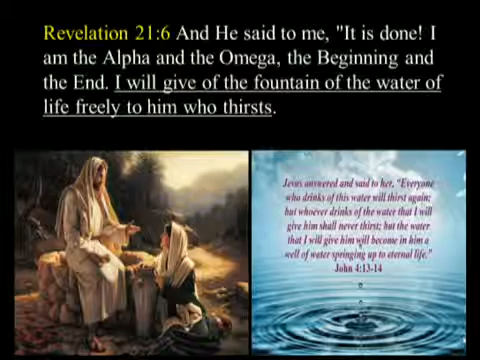 Revelation 21:6 And He said to me, "It is done! I
am the Alpha and the Omega, the Beginning and
the End. I will give of the fountain of the water of
life freely to him who thirsts.
Jesus answered and said to her, "Everyone
who drinks of this water will thirst again;
but whoever drinks of the water that I will
give him shall never thirst; but the water
that I will give him will become in him a
well of water springing up to eternal life."
John 4:13-14